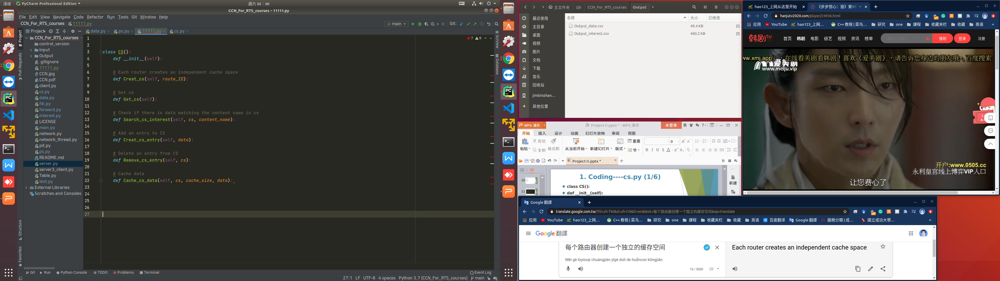 活动
PyCharm Professional Edition
週六 05：00
CCN_For_RTS_courses – 11111.py
File Edit View Navigate Code Refactor Run Tools Git Window Help
CCN_For_RTS_courses 11111.py
main
Git:
Project
data.py
ps.py
11111.py
cs.py
CCN_For_RTS_courses
control_version
Input
Output
.gitignore
11111.py
CCN.jpg
CCN.pdf
client.py
cs.py
data.py
fib.py
forward.py
interest.py
LICENSE
main.py
network.py
network_thread.py
pit.py
ps.py
README.md
server.py
server3_client.py
Table.py
test.py
External Libraries
Scratches and Consoles
Project
Pull Requests
Structure
Favorites
SciView
Database
7 8
1
2
3 class CS():
4 def __init__(self):
5
6 # Each router creates an independent cache space
7 def Creat_cs(self, route_ID):
8
9 # Get cs
10 def Get_cs(self):
11
12 # Check if there is data matching the content name in cs
13 def Search_cs_interest(self, cs, content_name):
14
15 # Add an entry to CS
16 def Creat_cs_entry(self, data):
17
18 # Delete an entry from CS
19 def Remove_cs_entry(self, cs):
20
21 # Cache data
22 def Cache_cs_data(self, cs, cache_size, data):
23
24
25
26
27
Git Run Python Console TODO Problems Terminal Event Log
27:1 LF UTF-8 4 spaces Python 3.7 (CCN_For_RTS_courses) main
主文件夹 zjb CCN_For_RTS_courses Output
最近使用
主目录
桌面
视频
图片
文档
下载
音乐
回收站
jimbinzhan...
其他位置
名称 大小 已修改
Output_data.csv 49.4 KB 四
Output_interest.csv 460.2 KB 四
WPS 演示
Project II.pptx * - WPS 演示
未登录
开始 插入 设计 动画 幻灯片放映 审阅 视图
粘贴
剪切
复制
格式刷
从当前开始
新建幻灯片
版式
重置
节
0
B I U S A X² X₂
Project II.pptx *
10
11
1. Coding----cs.py (1/6)
class CS():
def __init__(self):
新建
hao123_上网从这里开始
《步步惊心：丽》第9集
hanjutv2020.com/player/24936.html
应用 YouTube hao123_上网... C++ 教程 | 菜鸟... 研究 one 課程 收藏夹栏 收藏 英语
韩剧tv
首页 韩剧 电影 综艺 视频 资讯 榜单
搜剧
登录
注册
ww.xmj.app），在线看美剧看韩剧！喜欢《爱美剧》，请告诉您身边的朋友哦~，百度搜索
爱美剧
www.meiju.vip
开户:www.0505.cc
永利皇宫线上博弈VIP入口
让您费心了
Google 翻譯
translate.google.com.tw/?hl=zh-TW&sl=zh-CN&tl=en&text=每个路由器创建一个独立的缓存空间&op=translate
应用 YouTube hao123_上网... C++ 教程 | 菜鸟... 研究 one 課程 收藏夹栏 收藏 英语 百度翻译 Google 翻譯 服務分類 | 成... 國立成功大學...
Google 翻譯
每个路由器创建一个独立的缓存空间
Měi gè lùyóuqì chuàngjiàn yīgè dúlì de huǎncún kōngjiān
16 / 5000
拼
Each router creates an independent cache space